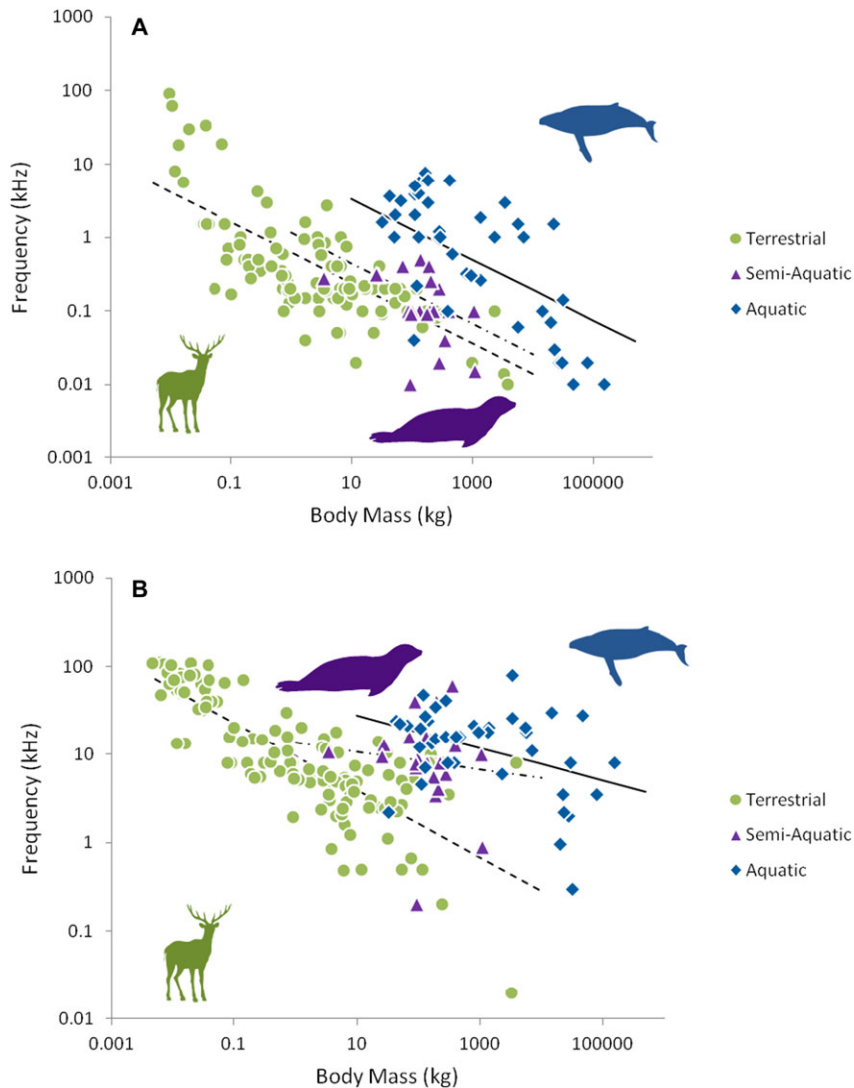 A
1000
100
10
1
0.1
0.01
0.001
Frequency (kHz)
0.001 0.1 10 1000 100000
Body Mass (kg)
Terrestrial
Semi-Aquatic
Aquatic
B
1000
100
10
1
0.1
0.01
Frequency (kHz)
0.001 0.1 10 1000 100000
Body Mass (kg)
Terrestrial
Semi-Aquatic
Aquatic